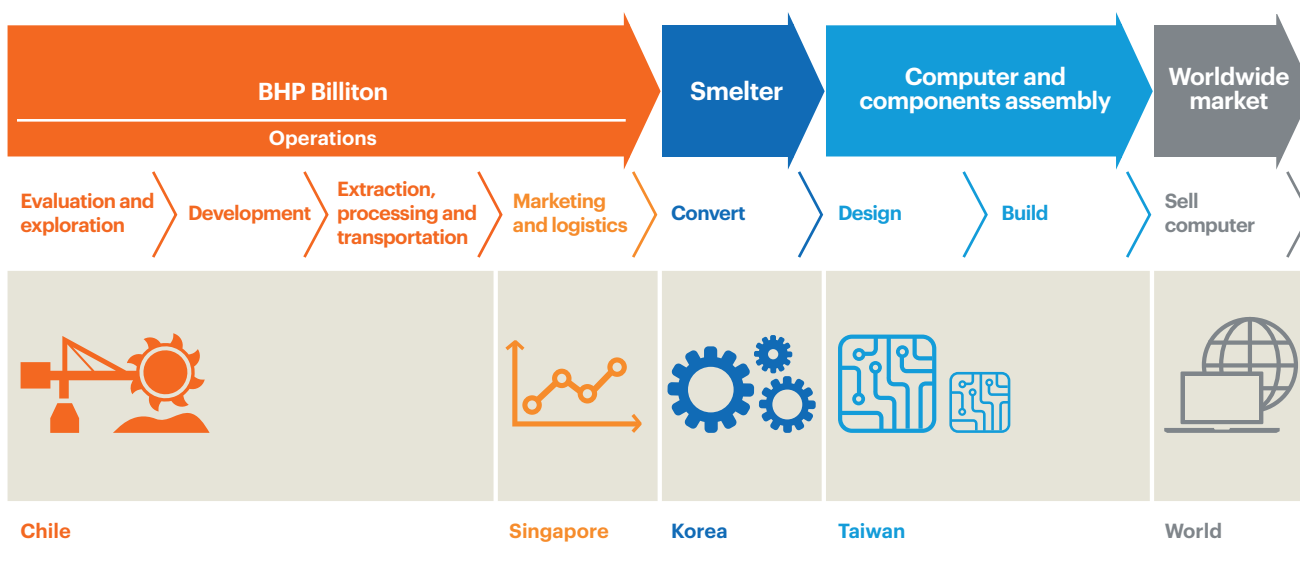 BHP Billiton
Operations
Smelter
Computer and
components assembly
Worldwide
market
Evaluation and
exploration
Development
Extraction,
processing and
transportation
Marketing
and logistics
Convert
Design
Build
Sell
computer
Chile
Singapore
Korea
Taiwan
World